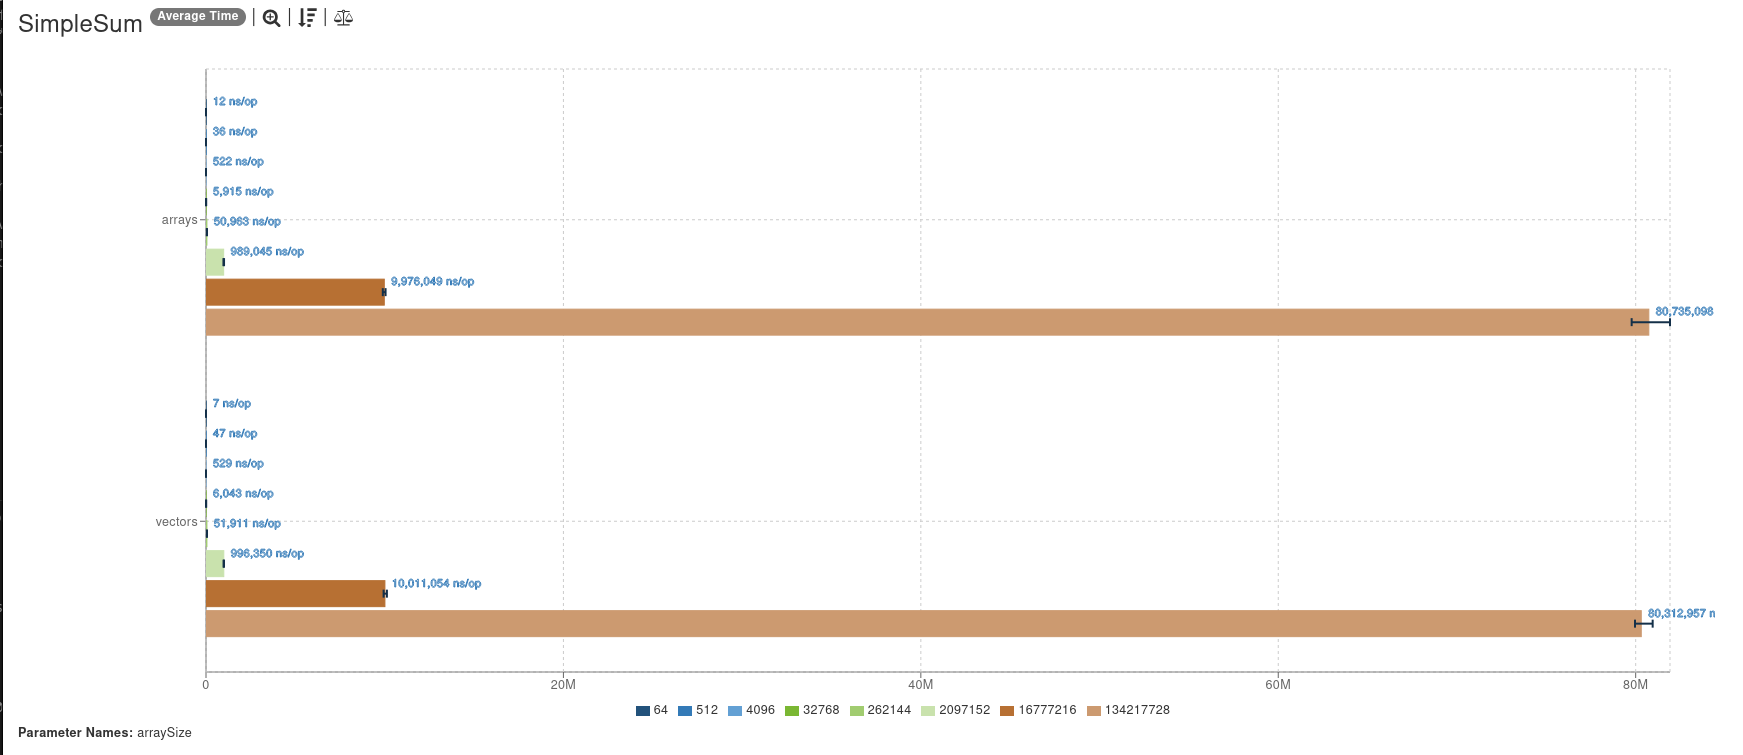 SimpleSum Average Time
12 ns/op
36 ns/op
522 ns/op
5,915 ns/op
arrays
50,963 ns/op
989,045 ns/op
9,976,049 ns/op
80,735,098
7 ns/op
47 ns/op
529 ns/op
6,043 ns/op
vectors
51,911 ns/op
996,350 ns/op
10,011,054 ns/op
80,312,957 n
0 20M 40M 60M 80M
64 512 4096 32768 262144 2097152 16777216 134217728
Parameter Names: arraySize